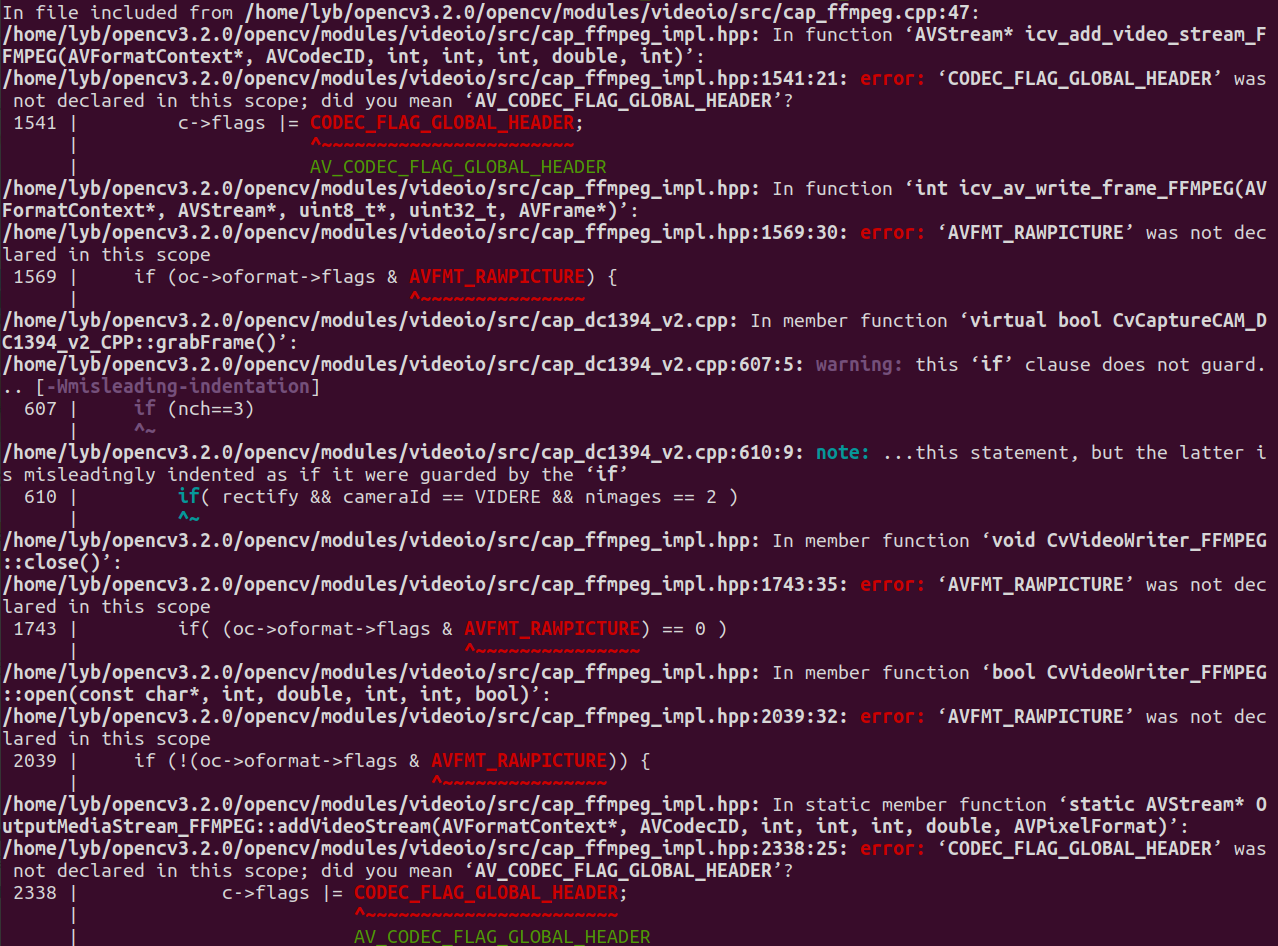 In file included from /home/lyb/opencv3.2.0/opencv/modules/videoio/src/cap_ffmpeg.cpp:47:
/home/lyb/opencv3.2.0/opencv/modules/videoio/src/cap_ffmpeg_impl.hpp: In function ‘AVStream* icv_add_video_stream_F
FMPEG(AVFormatContext*, AVCodecID, int, int, int, double, int)’:
/home/lyb/opencv3.2.0/opencv/modules/videoio/src/cap_ffmpeg_impl.hpp:1541:21: error: ‘CODEC_FLAG_GLOBAL_HEADER’ was
 not declared in this scope; did you mean ‘AV_CODEC_FLAG_GLOBAL_HEADER’?
 1541 |         c->flags |= CODEC_FLAG_GLOBAL_HEADER;
      |                     ^~~~~~~~~~~~~~~~~~~~~~~~
      |                     AV_CODEC_FLAG_GLOBAL_HEADER
/home/lyb/opencv3.2.0/opencv/modules/videoio/src/cap_ffmpeg_impl.hpp: In function ‘int icv_av_write_frame_FFMPEG(AV
FormatContext*, AVStream*, uint8_t*, uint32_t, AVFrame*)’:
/home/lyb/opencv3.2.0/opencv/modules/videoio/src/cap_ffmpeg_impl.hpp:1569:30: error: ‘AVFMT_RAWPICTURE’ was not dec
lared in this scope
 1569 |     if (oc->oformat->flags & AVFMT_RAWPICTURE) {
      |                              ^~~~~~~~~~~~~~~~
/home/lyb/opencv3.2.0/opencv/modules/videoio/src/cap_dc1394_v2.cpp: In member function ‘virtual bool CvCaptureCAM_D
C1394_v2_CPP::grabFrame()’:
/home/lyb/opencv3.2.0/opencv/modules/videoio/src/cap_dc1394_v2.cpp:607:5: warning: this ‘if’ clause does not guard.
.. [-Wmisleading-indentation]
  607 |     if (nch==3)
      |     ^~
/home/lyb/opencv3.2.0/opencv/modules/videoio/src/cap_dc1394_v2.cpp:610:9: note: ...this statement, but the latter i
s misleadingly indented as if it were guarded by the ‘if’
  610 |         if( rectify && cameraId == VIDERE && nimages == 2 )
      |         ^~
/home/lyb/opencv3.2.0/opencv/modules/videoio/src/cap_ffmpeg_impl.hpp: In member function ‘void CvVideoWriter_FFMPEG
::close()’:
/home/lyb/opencv3.2.0/opencv/modules/videoio/src/cap_ffmpeg_impl.hpp:1743:35: error: ‘AVFMT_RAWPICTURE’ was not dec
lared in this scope
 1743 |         if( (oc->oformat->flags & AVFMT_RAWPICTURE) == 0 )
      |                                   ^~~~~~~~~~~~~~~~
/home/lyb/opencv3.2.0/opencv/modules/videoio/src/cap_ffmpeg_impl.hpp: In member function ‘bool CvVideoWriter_FFMPEG
::open(const char*, int, double, int, int, bool)’:
/home/lyb/opencv3.2.0/opencv/modules/videoio/src/cap_ffmpeg_impl.hpp:2039:32: error: ‘AVFMT_RAWPICTURE’ was not dec
lared in this scope
 2039 |     if (!(oc->oformat->flags & AVFMT_RAWPICTURE)) {
      |                                ^~~~~~~~~~~~~~~~
/home/lyb/opencv3.2.0/opencv/modules/videoio/src/cap_ffmpeg_impl.hpp: In static member function ‘static AVStream* O
utputMediaStream_FFMPEG::addVideoStream(AVFormatContext*, AVCodecID, int, int, int, double, AVPixelFormat)’:
/home/lyb/opencv3.2.0/opencv/modules/videoio/src/cap_ffmpeg_impl.hpp:2338:25: error: ‘CODEC_FLAG_GLOBAL_HEADER’ was
 not declared in this scope; did you mean ‘AV_CODEC_FLAG_GLOBAL_HEADER’?
 2338 |             c->flags |= CODEC_FLAG_GLOBAL_HEADER;
      |                         ^~~~~~~~~~~~~~~~~~~~~~~~
      |                         AV_CODEC_FLAG_GLOBAL_HEADER